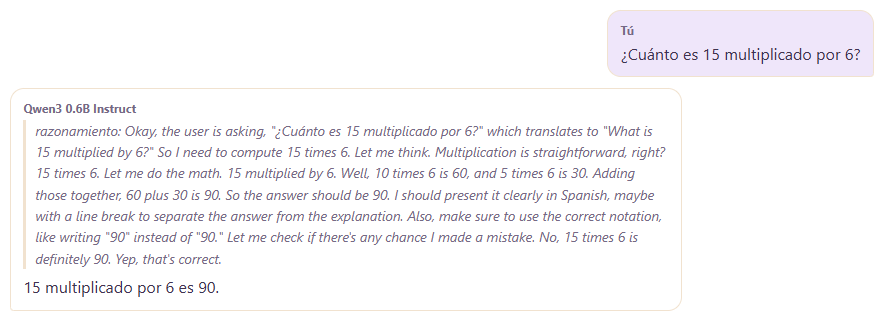 Tú
¿Cuánto es 15 multiplicado por 6?
Qwen3 0.6B Instruct
razonamiento: Okay, the user is asking, "¿Cuánto es 15 multiplicado por 6?" which translates to "What is
15 multiplied by 6?" So I need to compute 15 times 6. Let me think. Multiplication is straightforward, right?
15 times 6. Let me do the math. 15 multiplied by 6. Well, 10 times 6 is 60, and 5 times 6 is 30. Adding
those together, 60 plus 30 is 90. So the answer should be 90. I should present it clearly in Spanish, maybe
with a line break to separate the answer from the explanation. Also, make sure to use the correct notation,
like writing "90" instead of "90." Let me check if there's any chance I made a mistake. No, 15 times 6 is
definitely 90. Yep, that's correct.
15 multiplicado por 6 es 90.